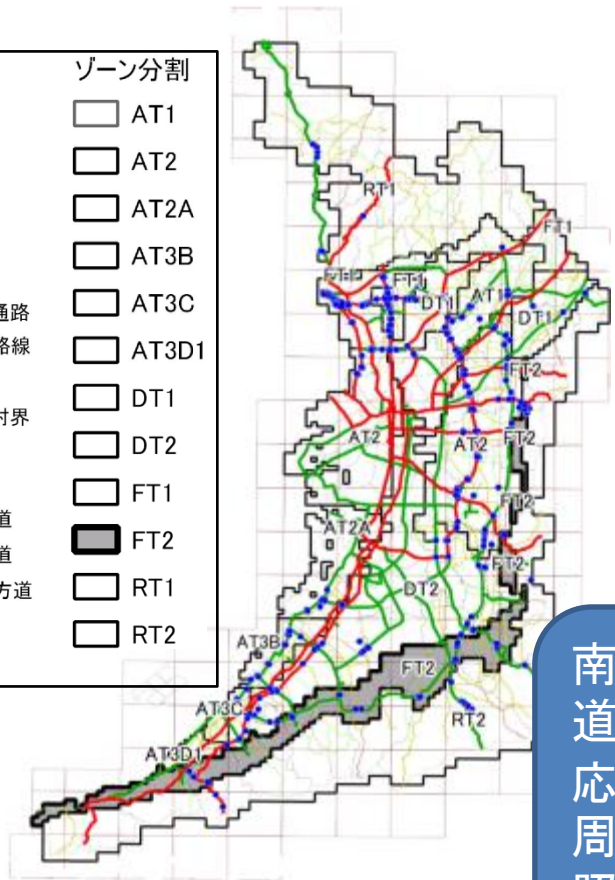 ゾーン分割
AT1
AT2
AT2A
AT3B
AT3C
AT3D1
DT1
DT2
FT1
FT2
RT1
RT2
通路
路線
村界
道
道
方道
RT1
FT1
FT1
FT1
DT1
AT1
DT1
FT2
AT2
AT2
FT2
FT2
AT2A
FT2
DT2
AT3B
FT2
AT3C
RT2
AT3D1
南
道
応
周